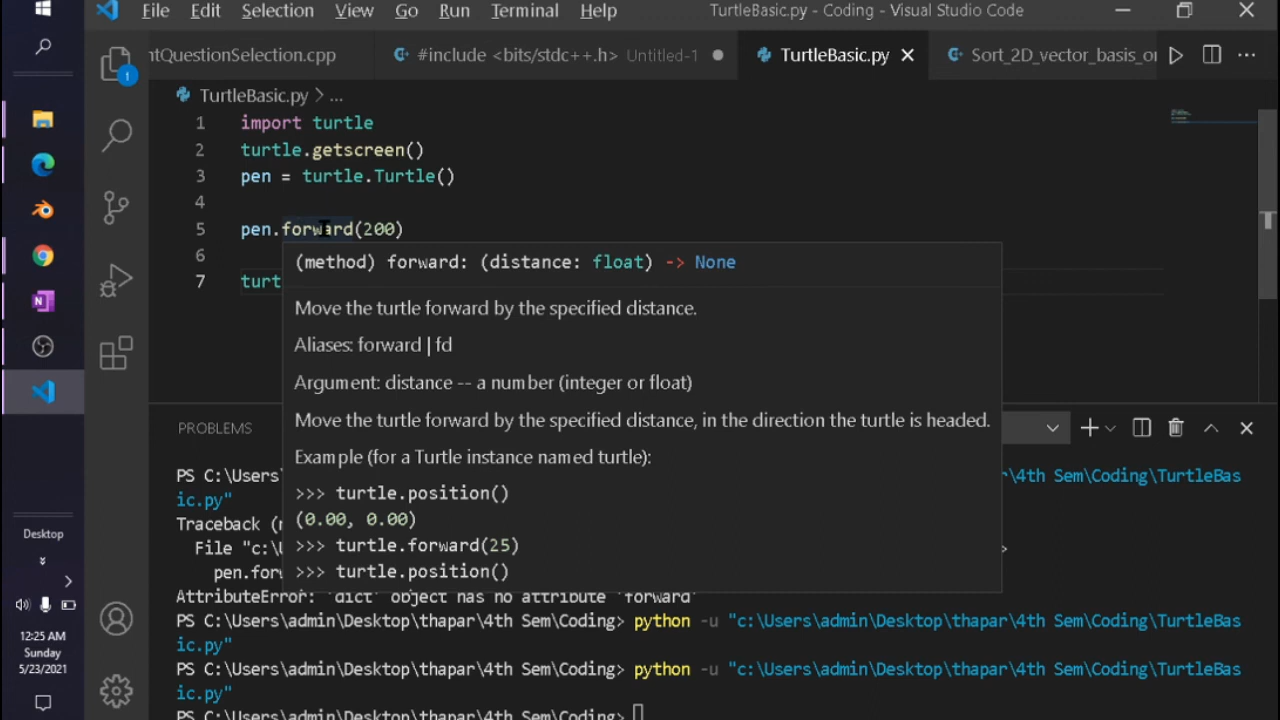 File Edit Selection View Go Run Terminal Help TurtleBasic.py - Coding - Visual Studio Code
ntQuestionSelection.cpp #include <bits/stdc++.h> Untitled-1 TurtleBasic.py Sort_2D_vector_basis_on
TurtleBasic.py > ...
1 import turtle
2 turtle.getscreen()
3 pen = turtle.Turtle()
4
5 pen.forward(200)
6
7 turt
(method) forward: (distance: float) -> None
Move the turtle forward by the specified distance.
Aliases: forward | fd
Argument: distance -- a number (integer or float)
Move the turtle forward by the specified distance, in the direction the turtle is headed.
Example (for a Turtle instance named turtle):
>>> turtle.position()
(0.00, 0.00)
>>> turtle.forward(25)
>>> turtle.position()
PROBLEMS
PS C:\Users \4th Sem\Coding\TurtleBas
ic.py"
Traceback (
File "c:\U >
pen.forw
AttributeError: 'dict' object has no attribute 'forward'
PS C:\Users\admin\Desktop\thapar\4th Sem\Coding> python -u "c:\Users\admin\Desktop\thapar\4th Sem\Coding\TurtleBas
ic.py"
PS C:\Users\admin\Desktop\thapar\4th Sem\Coding> python -u "c:\Users\admin\Desktop\thapar\4th Sem\Coding\TurtleBas
ic.py"
PS C:\Users\admin\Desktop\thapar\4th Sem\Coding>
1
N
Desktop
12:25 AM
Sunday
5/23/2021